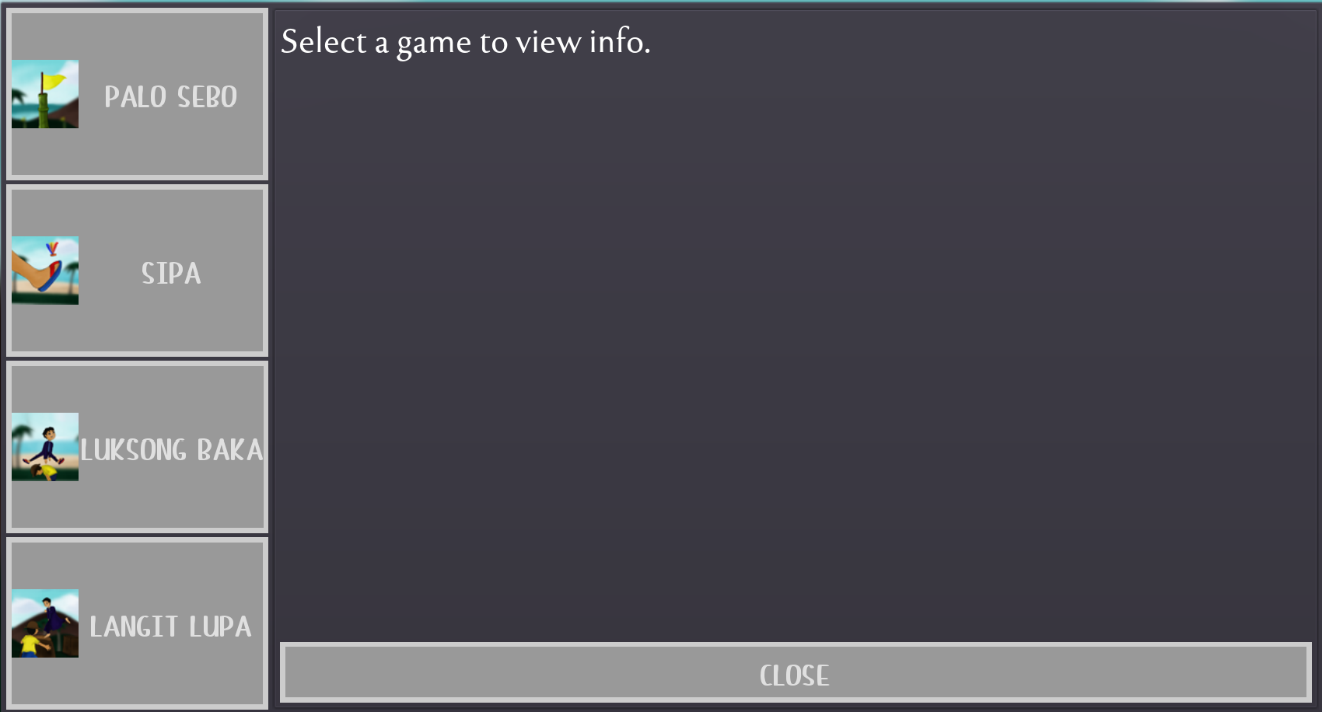 PALO SEBO
SIPA
LUKSONG BAKA
LANGIT LUPA
Select a game to view info.
CLOSE